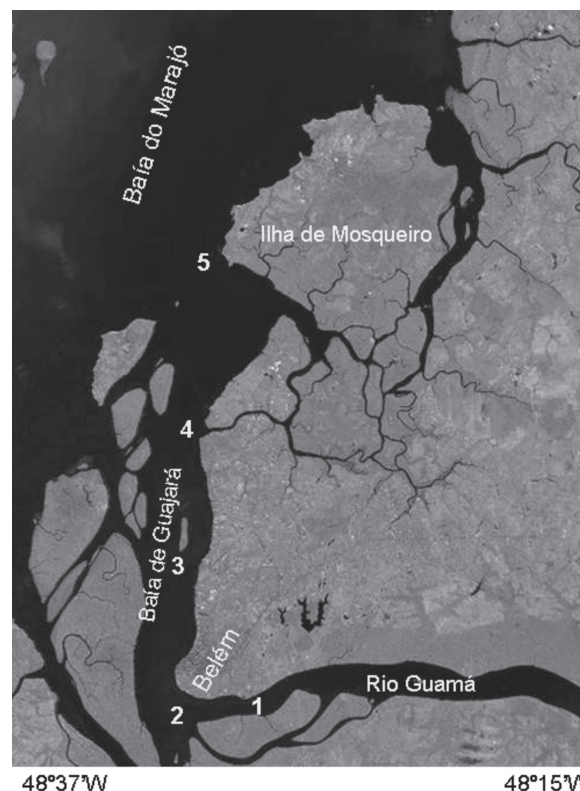 Baía do Marajó
Ilha de Mosqueiro
5
4
Baía de Guajará
3
Belém
Rio Guamá
1
2
48°37'W
48°15'W